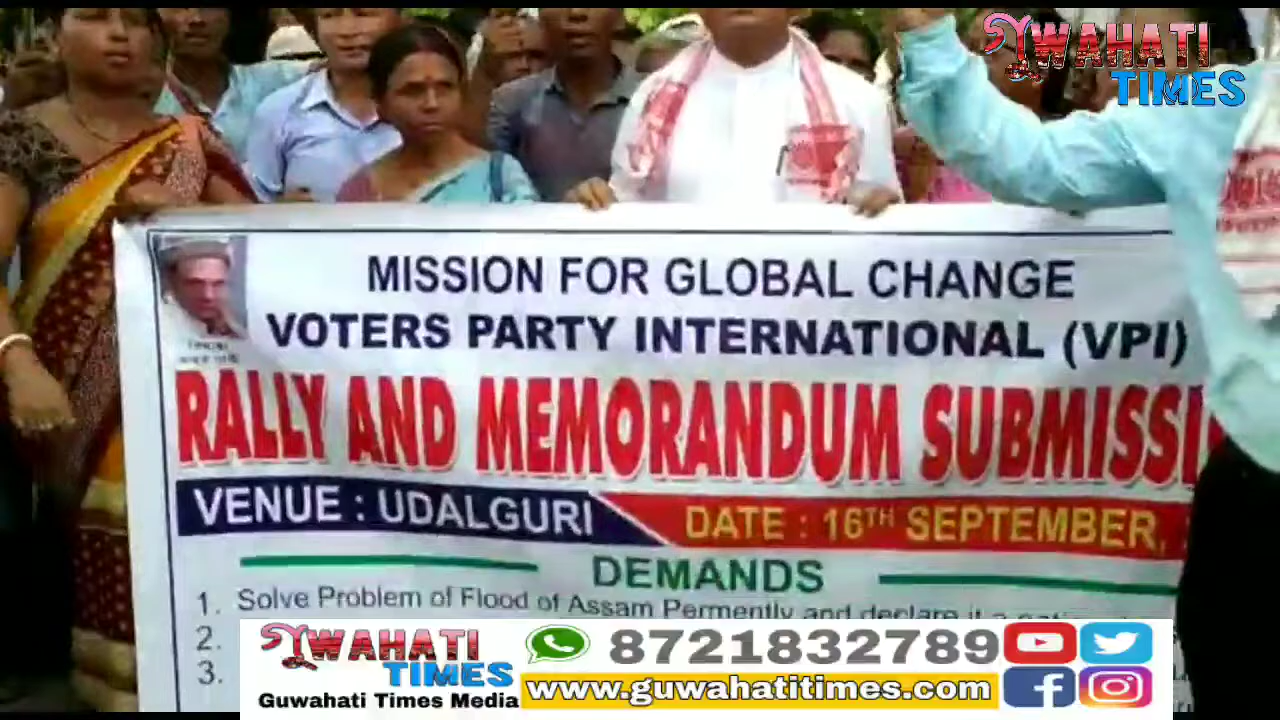 GWAHATI
TIMES
MISSION FOR GLOBAL CHANGE
VOTERS PARTY INTERNATIONAL (VPI)
RALLY AND MEMORANDUM SUBMISSI
VENUE : UDALGURI
DATE : 16TH SEPTEMBER,
DEMANDS
1. Solve Problem of Flood of Assam Permently and declare it a
2.
3.
GWAHATI
TIMES
Guwahati Times Media
8721832789
www.guwahatitimes.com